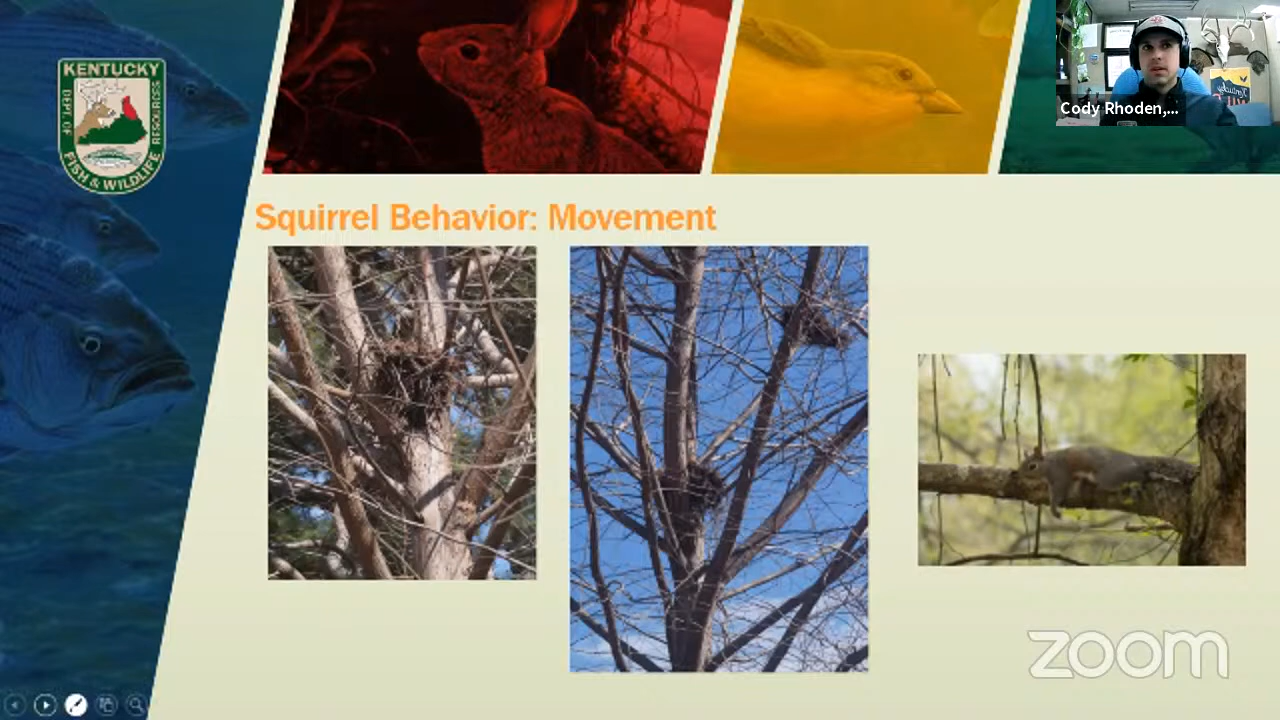 KENTUCKY
DEPT. OF
RESOURCES
FISH & WILDLIFE
Cody Rhoden,...
Squirrel Behavior: Movement
zoom